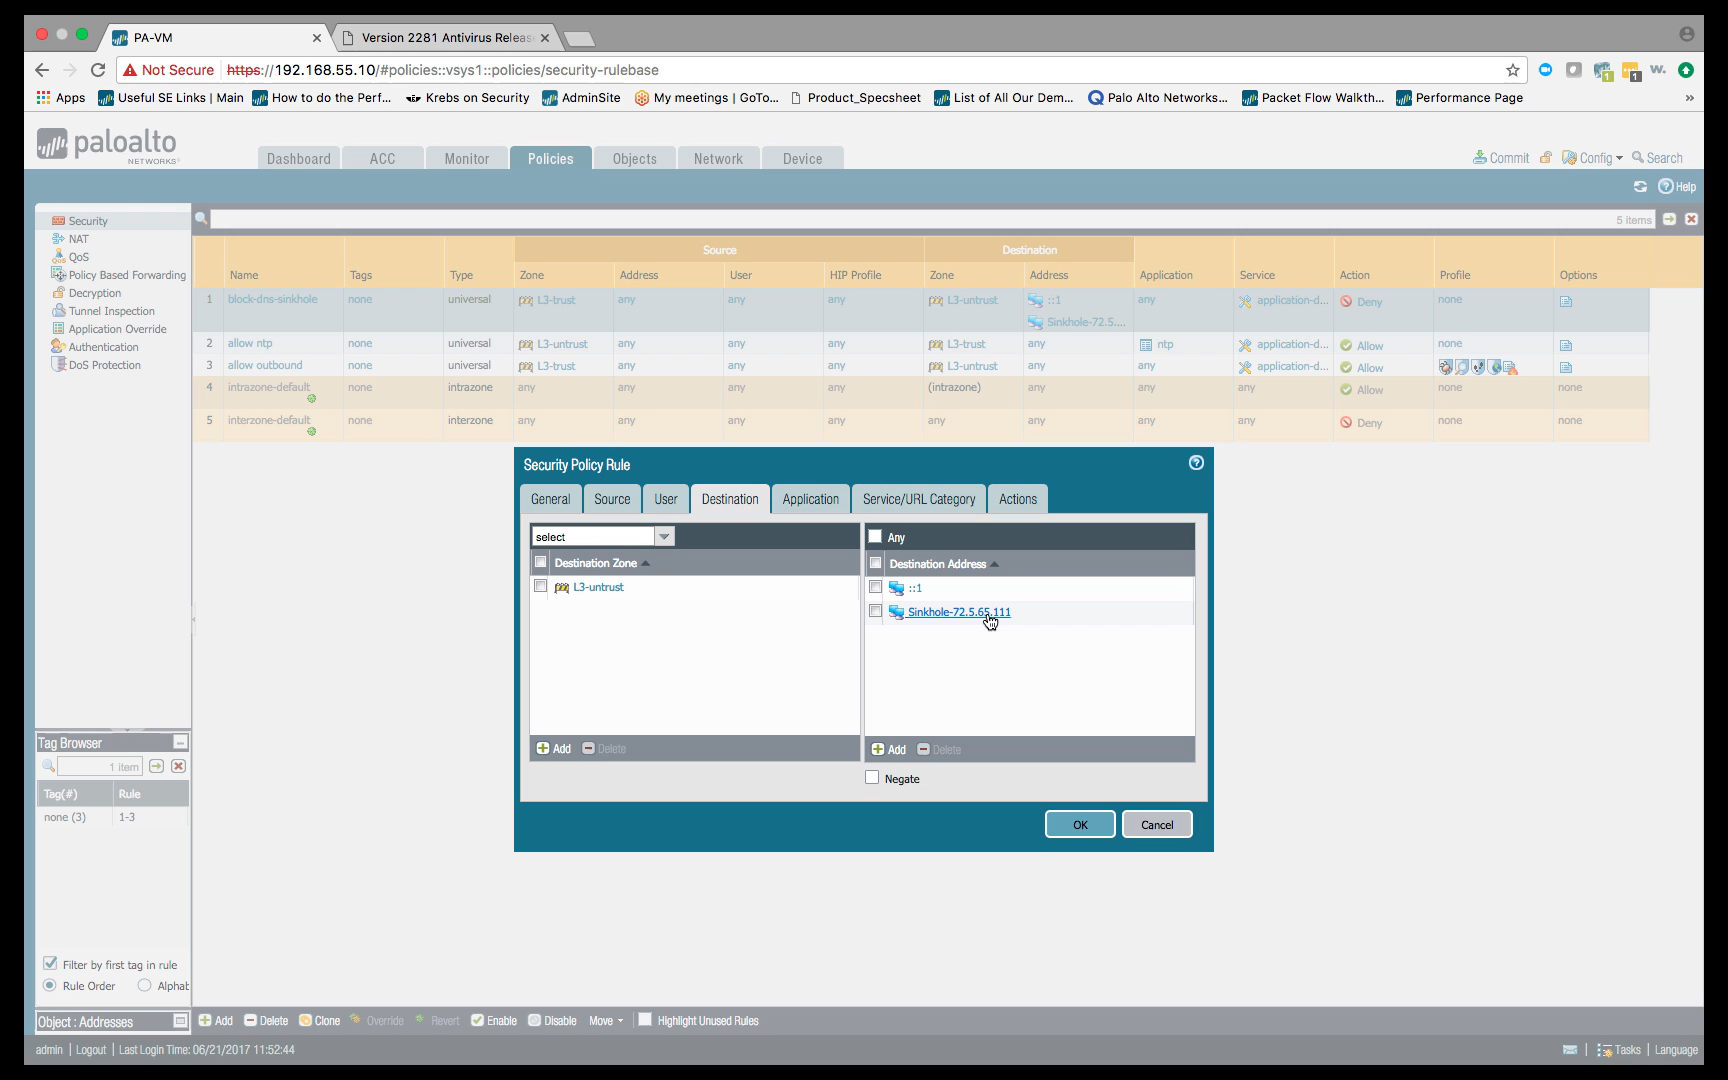 PA-VM
Version 2281 Antivirus Releas
Not Secure https://192.168.55.10/#policies::vsys1::policies/security-rulebase
Apps Useful SE Links | Main How to do the Perf... Krebs on Security AdminSite My meetings | GoTo... Product_Specsheet List of All Our Dem... Palo Alto Networks... Packet Flow Walkth... Performance Page »
paloalto
NETWORKS
Dashboard ACC Monitor Policies Objects Network Device
Commit Config Search
Help
5 items
Security
NAT
QoS
Policy Based Forwarding
Decryption
Tunnel Inspection
Application Override
Authentication
DoS Protection
Source Destination
Name Tags Type Zone Address User HIP Profile Zone Address Application Service Action Profile Options
1 block-dns-sinkhole none universal L3-trust any any any L3-untrust ::1 any application-d... Deny none
Sinkhole-72.5....
2 allow ntp none universal L3-untrust any any any L3-trust any ntp application-d... Allow none
3 allow outbound none universal L3-trust any any any L3-untrust any any application-d... Allow
4 intrazone-default none intrazone any any any any (intrazone) any any any Allow none none
5 interzone-default none interzone any any any any any any any any Deny none none
Security Policy Rule
General Source User Destination Application Service/URL Category Actions
select
Any
Destination Zone
Destination Address
L3-untrust
::1
Sinkhole-72.5.65.111
Add Delete
Add Delete
Negate
OK Cancel
Tag Browser
1 item
Tag(#) Rule
none (3) 1-3
Filter by first tag in rule
Rule Order Alphat
Object : Addresses
Add Delete Clone Override Revert Enable Disable Move Highlight Unused Rules
admin | Logout | Last Login Time: 06/21/2017 11:52:44
Tasks | Language